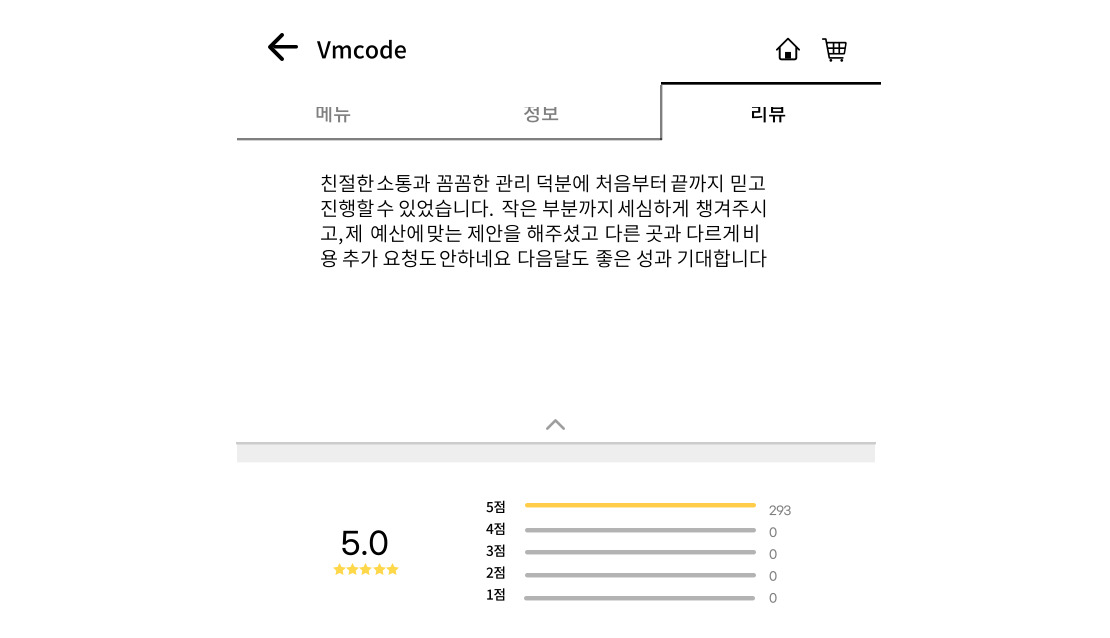 Vmcode
메뉴 정보 리뷰
친절한 소통과 꼼꼼한 관리 덕분에 처음부터 끝까지 믿고
진행할 수 있었습니다. 작은 부분까지 세심하게 챙겨주시
고, 제 예산에 맞는 제안을 해주셨고 다른 곳과 다르게 비
용 추가 요청도 안하네요 다음달도 좋은 성과 기대합니다
5점 293
4점 0
5.0
3점 0
2점 0
1점 0